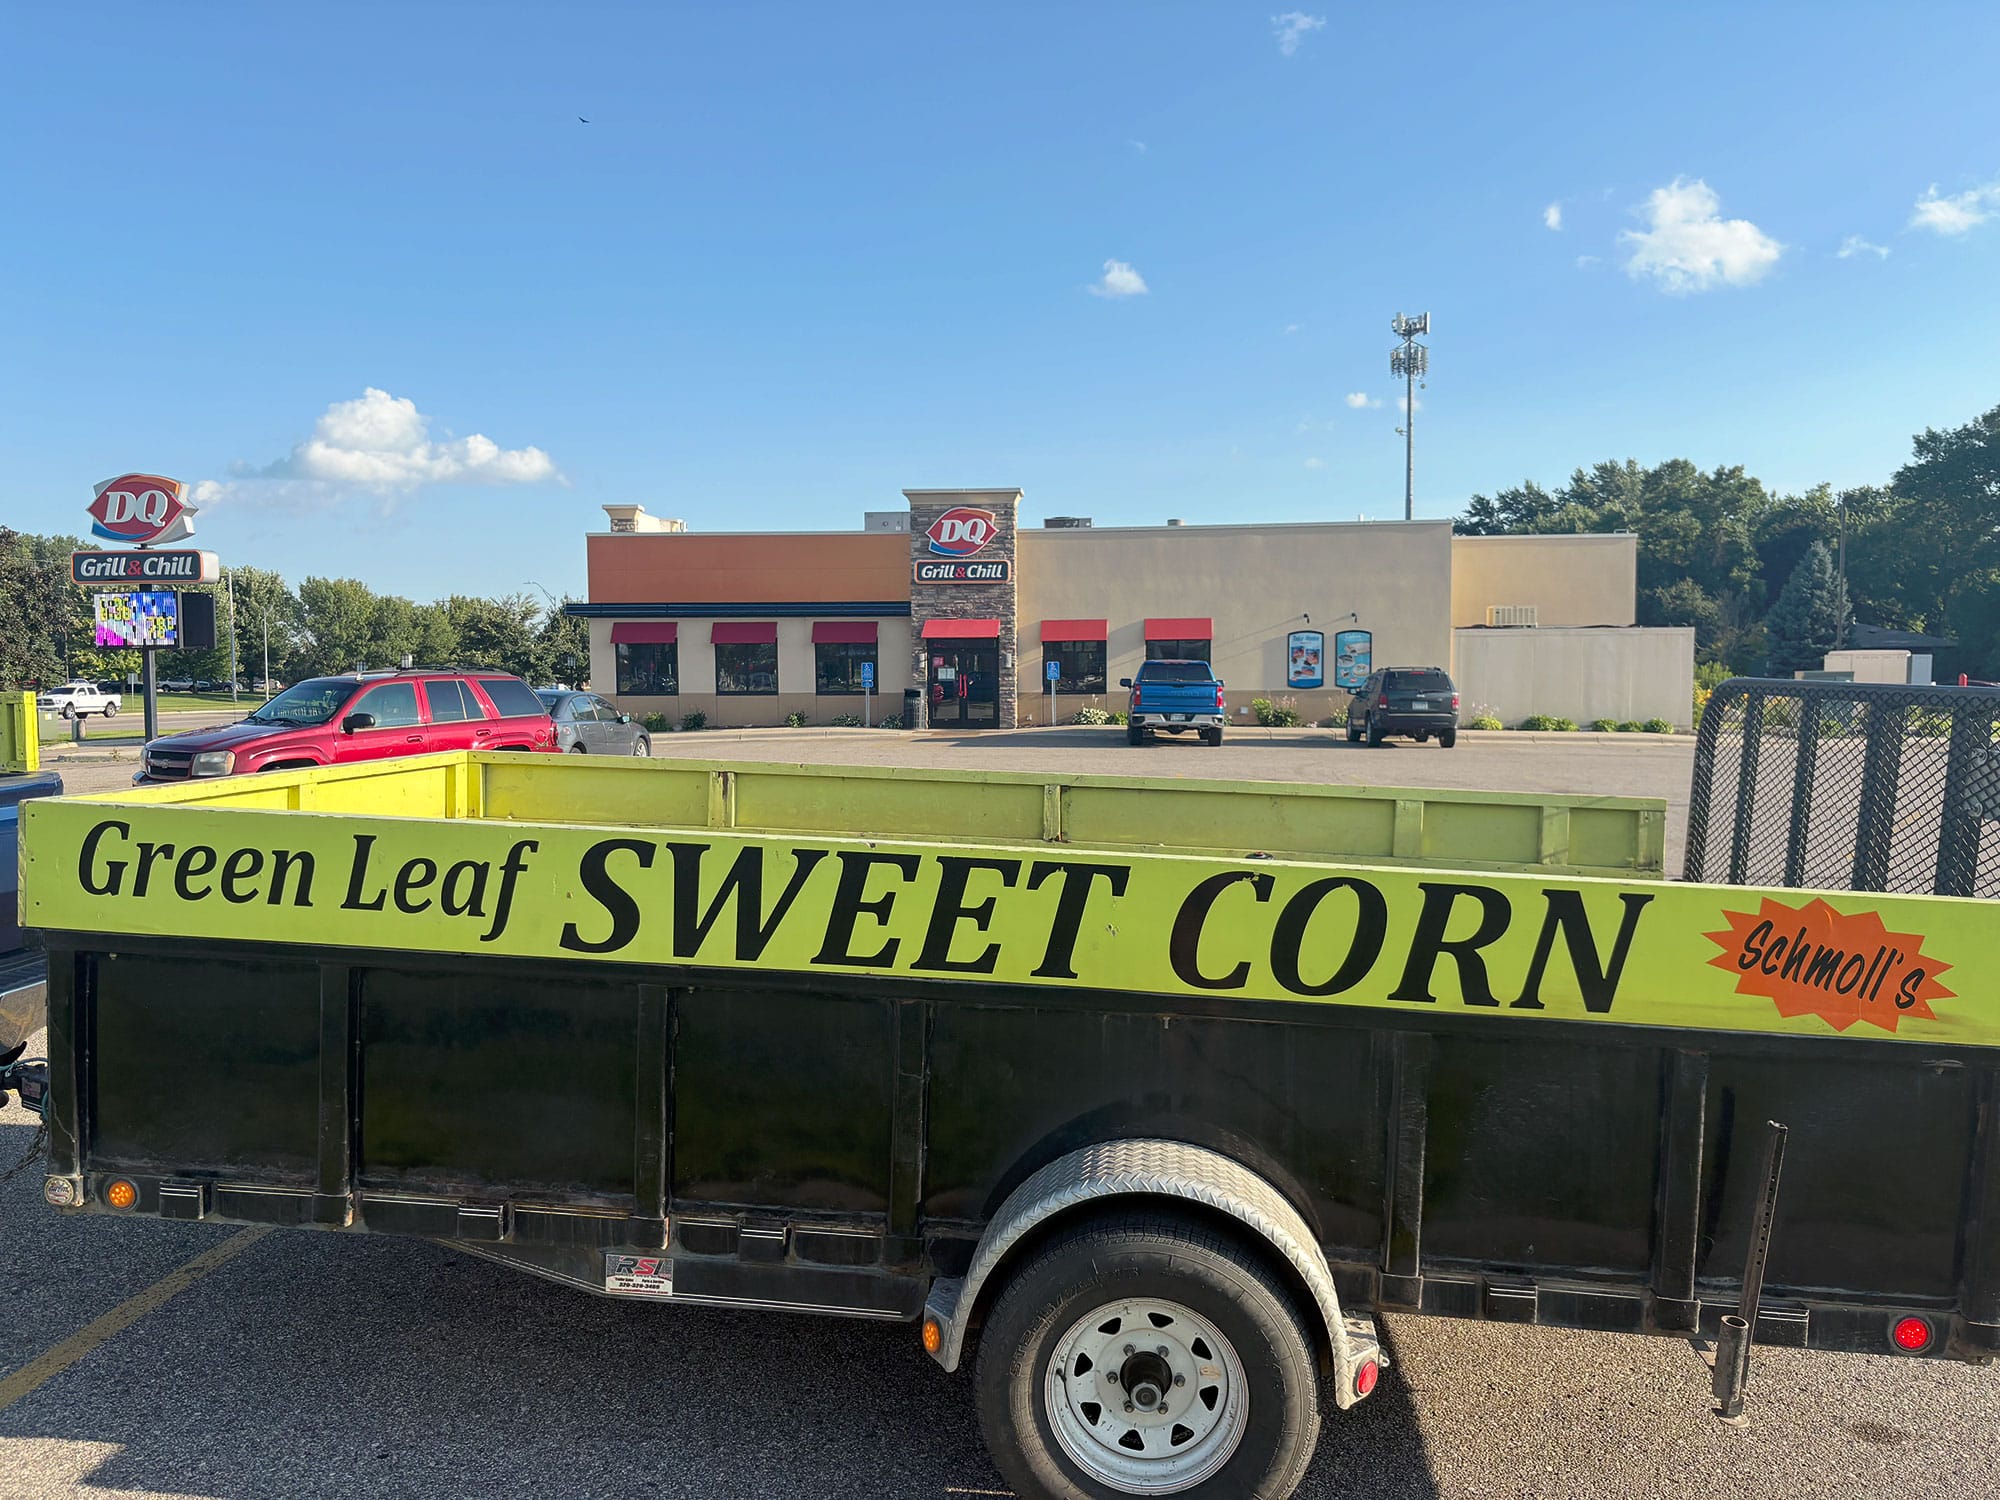 DQ
Grill & Chill
DQ
Grill & Chill
Green Leaf SWEET CORN
Schmoll's
RSI